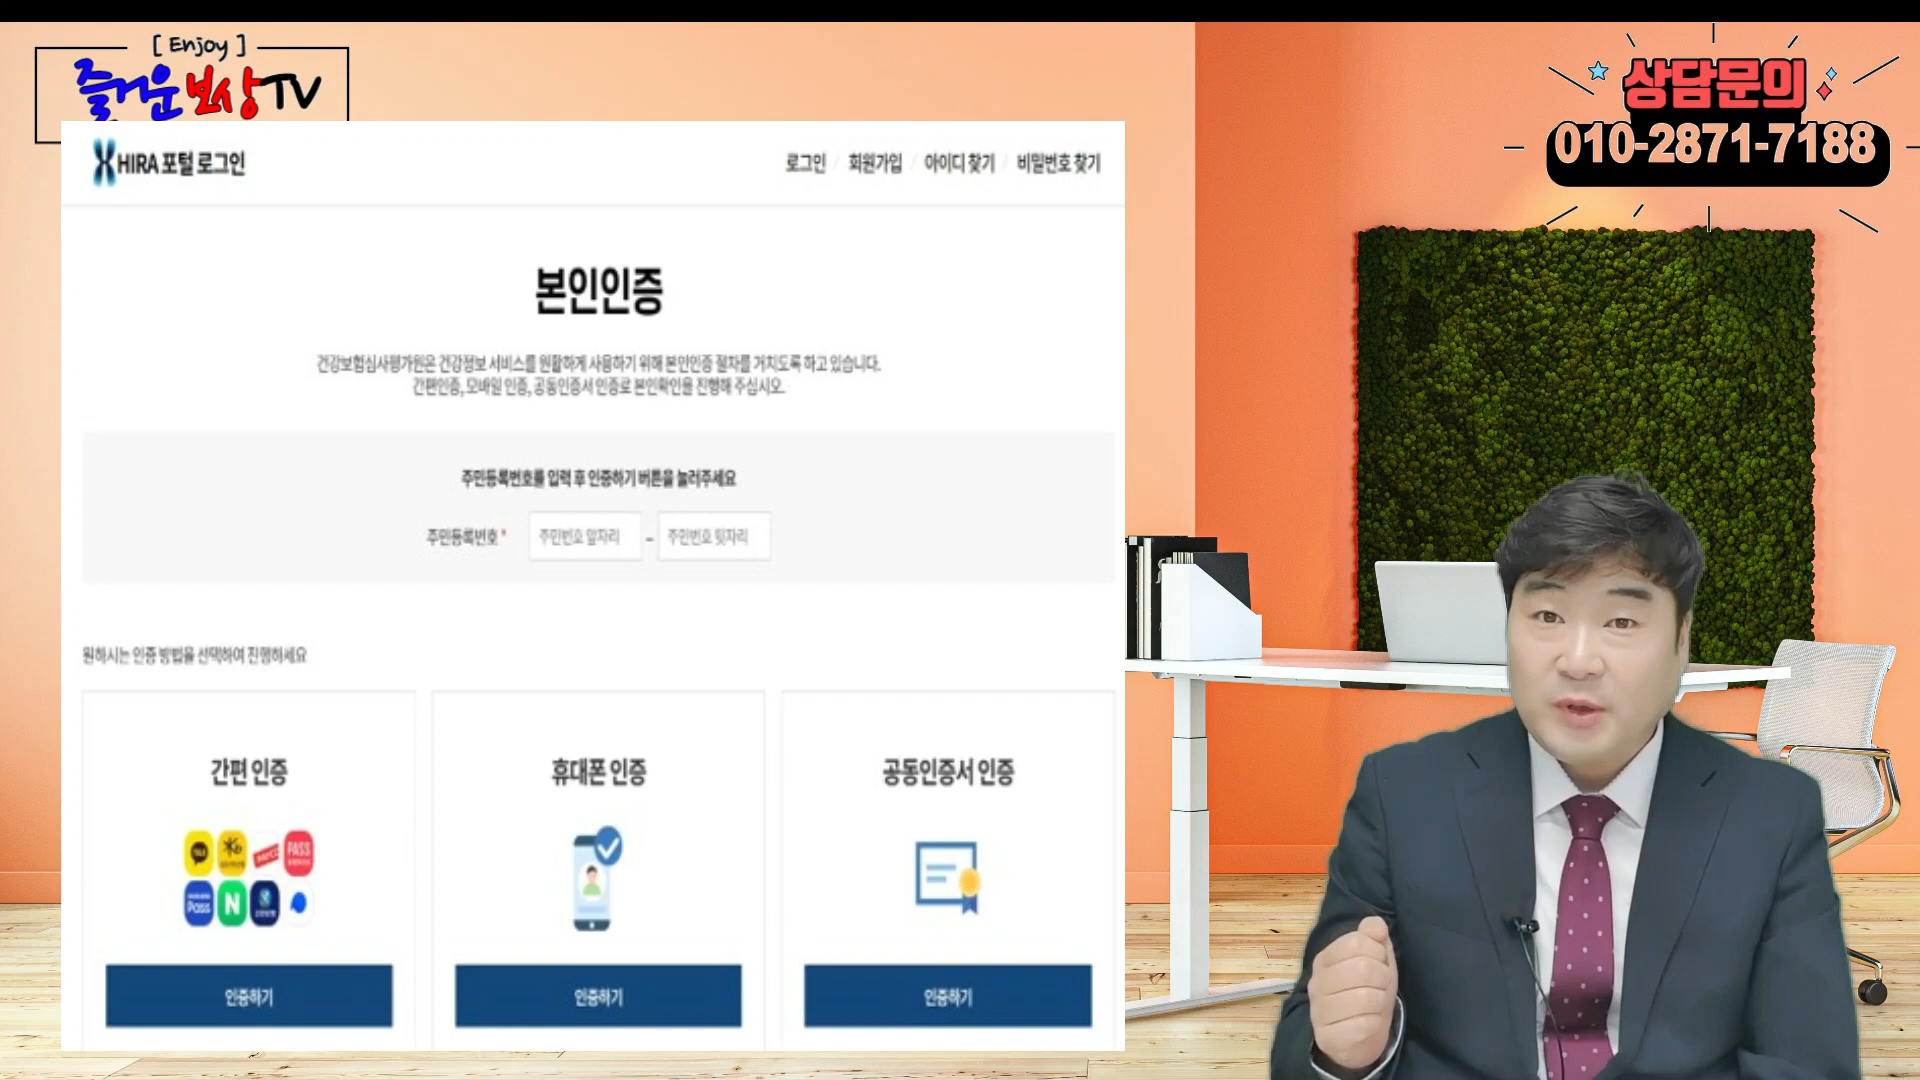 [ Enjoy ]
즐거운 보상TV
상담문의
010-2871-7188
HIRA 포털 로그인
로그인 / 회원가입 / 아이디 찾기 / 비밀번호 찾기
본인인증
건강보험심사평가원은 건강정보 서비스를 원활하게 사용하기 위해 본인인증 절차를 거치도록 하고 있습니다.
간편인증, 모바일 인증, 공동인증서 인증로 본인확인을 진행해 주십시오.
주민등록번호를 입력 후 인증하기 버튼을 눌러주세요
주민등록번호 * 주민번호 앞자리 - 주민번호 뒷자리
원하시는 인증 방법을 선택하여 진행하세요
간편 인증
휴대폰 인증
공동인증서 인증
TALK
PAYCO
PASS
Pass
N
인증하기
인증하기
인증하기